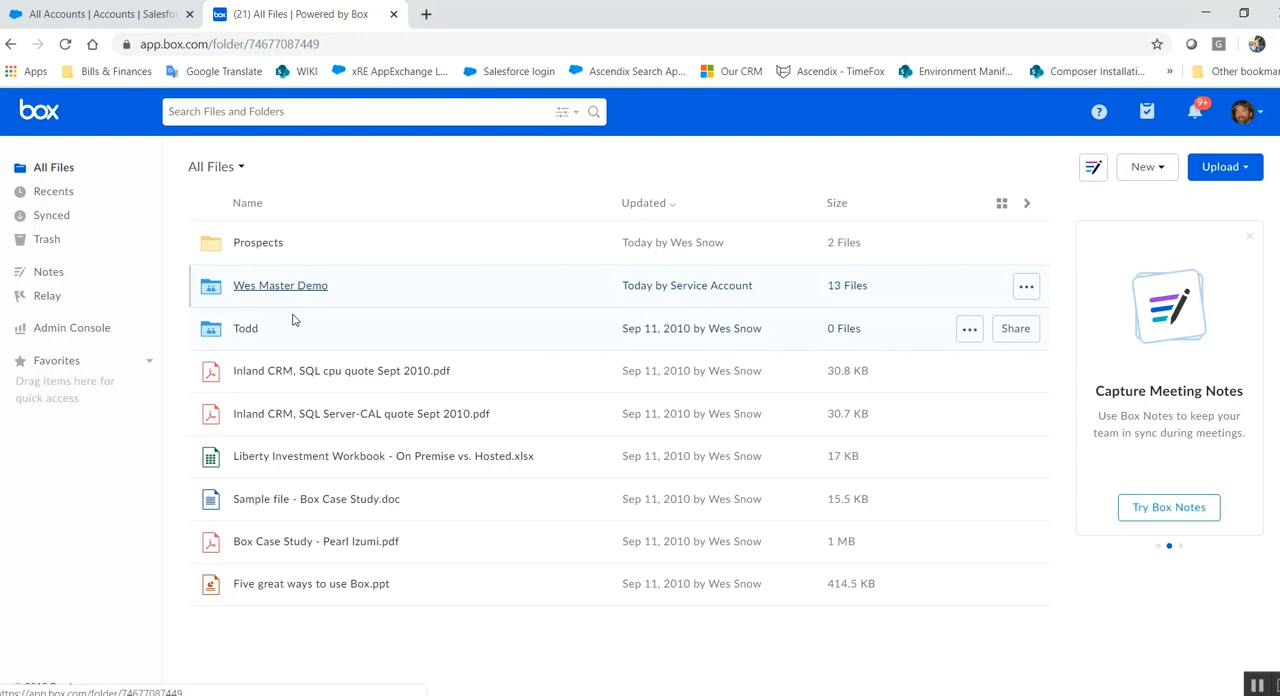 All Accounts | Accounts | Salesfo
(21) All Files | Powered by Box
app.box.com/folder/74677087449
Apps
Bills & Finances
Google Translate
WIKI
xRE AppExchange L...
Salesforce login
Ascendix Search Ap...
Our CRM
Ascendix - TimeFox
Environment Manif...
Composer Installati...
»
Other bookmar
box
Search Files and Folders
9+
All Files
Recents
Synced
Trash
Notes
Relay
Admin Console
Favorites
Drag items here for
quick access
All Files
New
Upload
Name
Updated
Size
Prospects
Today by Wes Snow
2 Files
Wes Master Demo
Today by Service Account
13 Files
Todd
Sep 11, 2010 by Wes Snow
0 Files
Share
Inland CRM, SQL cpu quote Sept 2010.pdf
Sep 11, 2010 by Wes Snow
30.8 KB
Inland CRM, SQL Server-CAL quote Sept 2010.pdf
Sep 11, 2010 by Wes Snow
30.7 KB
Liberty Investment Workbook - On Premise vs. Hosted.xlsx
Sep 11, 2010 by Wes Snow
17 KB
Sample file - Box Case Study.doc
Sep 11, 2010 by Wes Snow
15.5 KB
Box Case Study - Pearl Izumi.pdf
Sep 11, 2010 by Wes Snow
1 MB
Five great ways to use Box.ppt
Sep 11, 2010 by Wes Snow
414.5 KB
Capture Meeting Notes
Use Box Notes to keep your
team in sync during meetings.
Try Box Notes
https://app.box.com/folder/74677087449